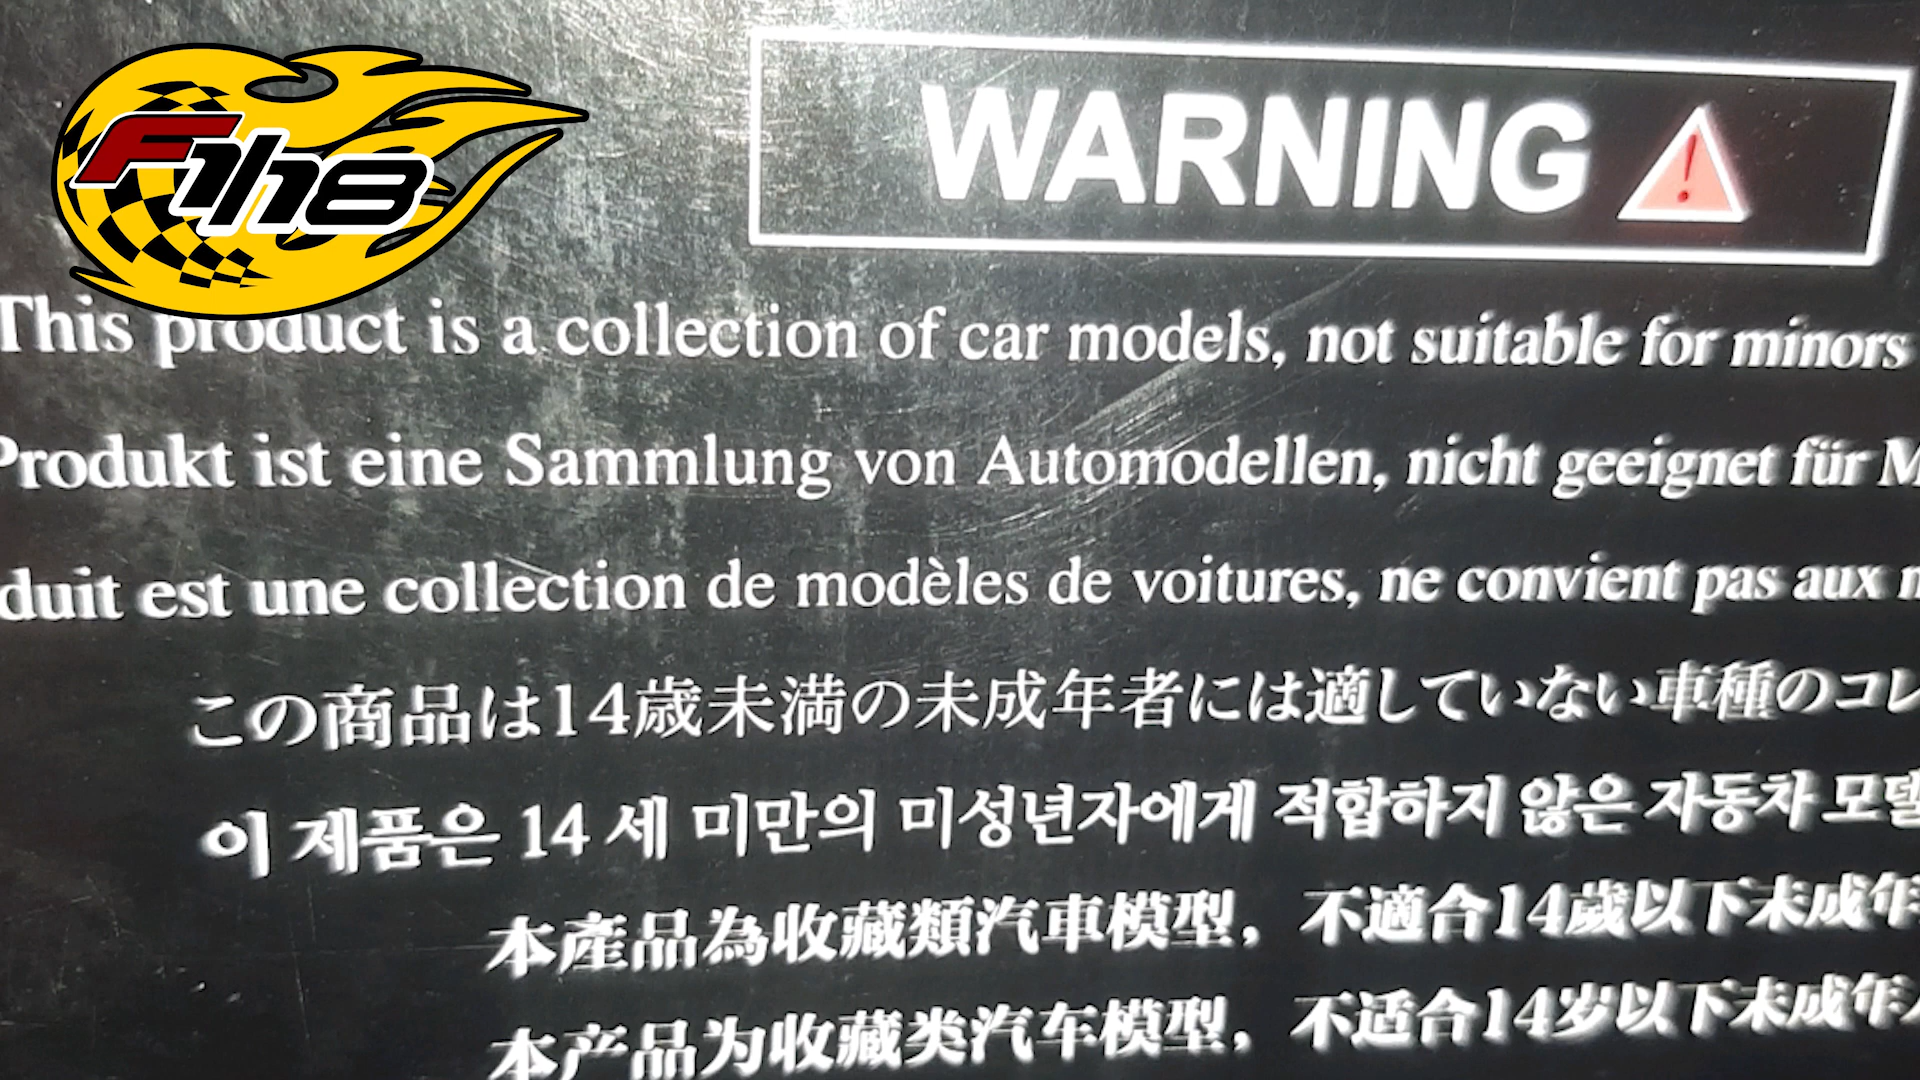 F1h8
WARNING
This product is a collection of car models, not suitable for minors
Produkt ist eine Sammlung von Automodellen, nicht geeignet für
duit est une collection de modèles de voitures, ne convient pas aux
この商品は14歳未満の未成年者には適していない車種のコレ
이 제품은 14 세 미만의 미성년자에게 적합하지 않은 자동차 모델
本產品為收藏類汽車模型，不適合14歲以下未成年
本产品为收藏类汽车模型，不适合14岁以下未成年